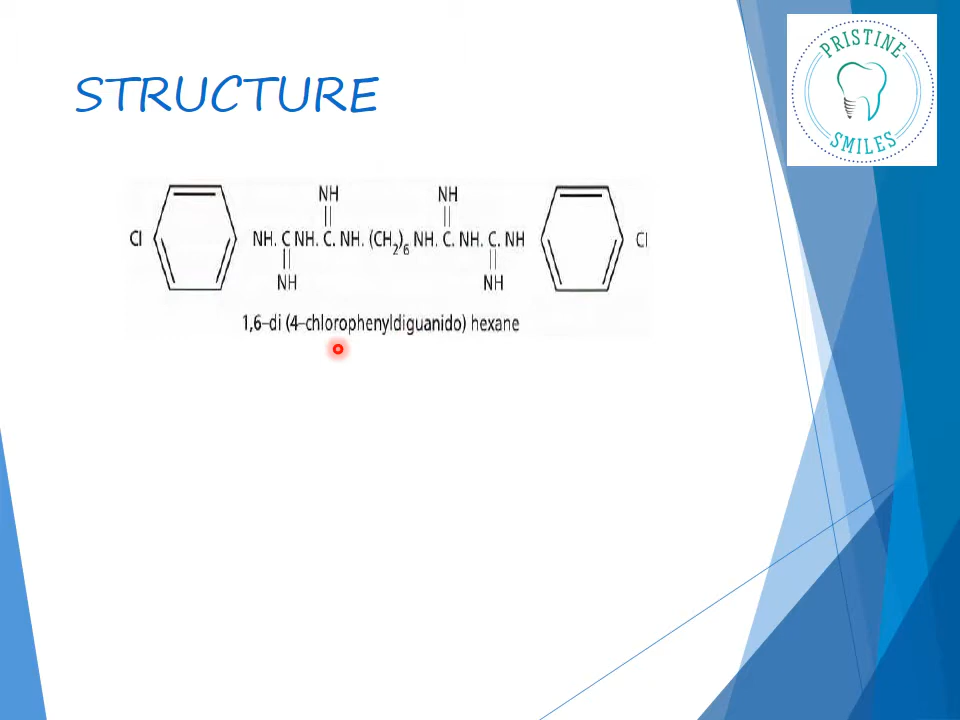 STRUCTURE
PRISTINE
SMILES
NH NH
Cl NH. C NH. C. NH. (CH2)6 NH. C. NH. C. NH Cl
NH NH
1,6-di (4-chlorophenyldiguanido) hexane